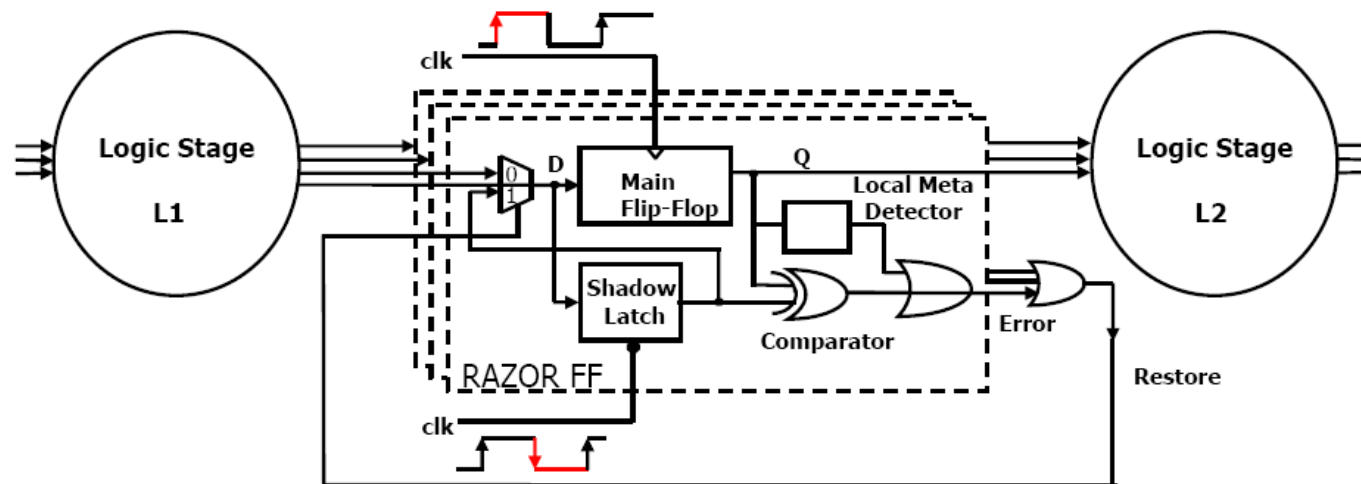 clk
Logic Stage
L1
0
1
D
Main
Flip-Flop
Q
Local Meta
Detector
Logic Stage
L2
Shadow
Latch
Comparator
Error
RAZOR FF
Restore
clk